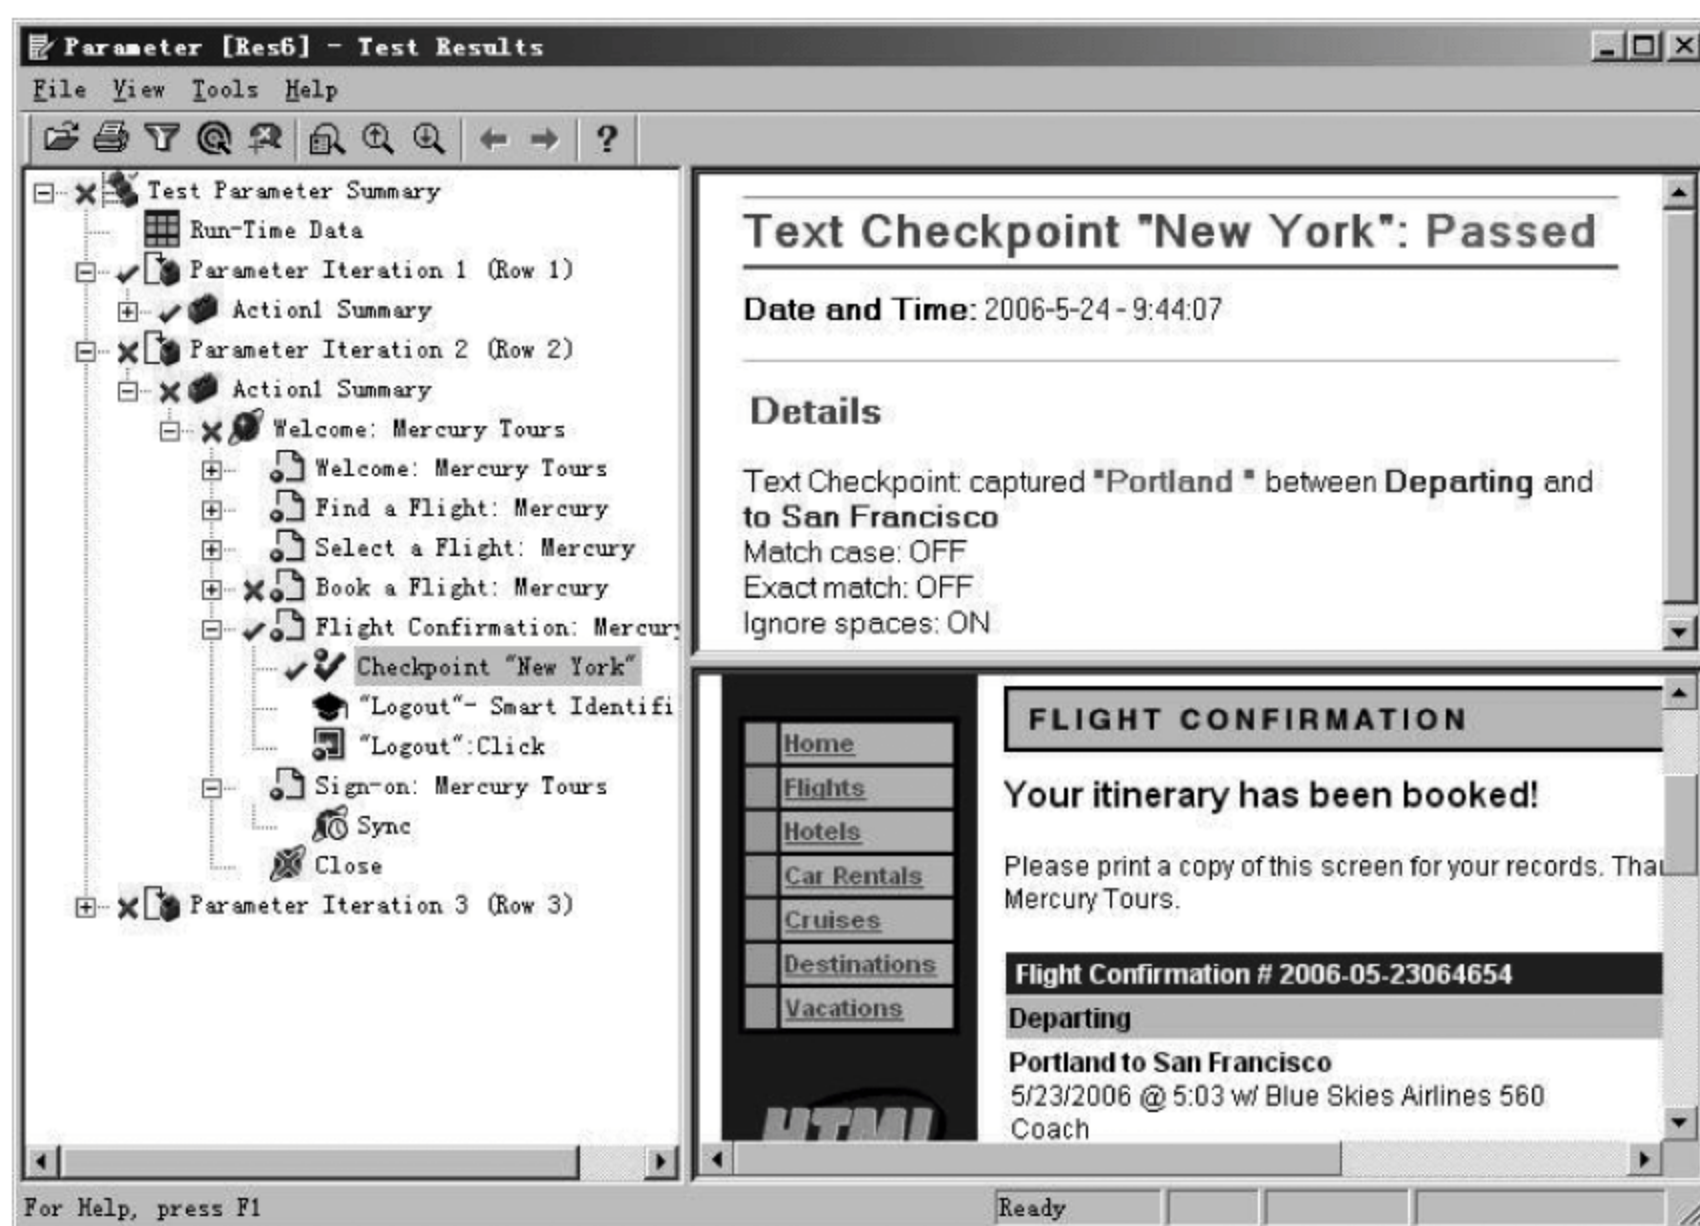 Parameter [Res6] - Test Results
File View Tools Help
?
Test Parameter Summary
Run-Time Data
Parameter Iteration 1 (Row 1)
Action1 Summary
Parameter Iteration 2 (Row 2)
Action1 Summary
Welcome: Mercury Tours
Welcome: Mercury Tours
Find a Flight: Mercury
Select a Flight: Mercury
Book a Flight: Mercury
Flight Confirmation: Mercury
Checkpoint "New York"
"Logout"- Smart Identifi
"Logout":Click
Sign-on: Mercury Tours
Sync
Close
Parameter Iteration 3 (Row 3)
Text Checkpoint "New York": Passed
Date and Time: 2006-5-24 - 9:44:07
Details
Text Checkpoint: captured "Portland " between Departing and
to San Francisco
Match case: OFF
Exact match: OFF
Ignore spaces: ON
Home
Flights
Hotels
Car Rentals
Cruises
Destinations
Vacations
HTML
FLIGHT CONFIRMATION
Your itinerary has been booked!
Please print a copy of this screen for your records. Than
Mercury Tours.
Flight Confirmation # 2006-05-23064654
Departing
Portland to San Francisco
5/23/2006 @ 5:03 w/ Blue Skies Airlines 560
Coach
For Help, press F1
Ready